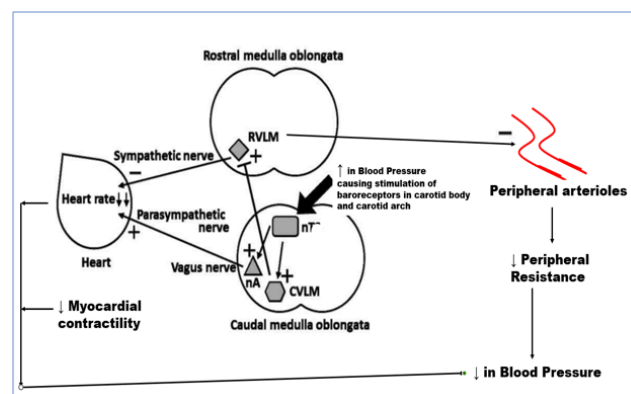 Rostral medulla oblongata
RVLM
+
−
−
Sympathetic nerve
↑ in Blood Pressure
causing stimulation of
baroreceptors in carotid body
and carotid arch
Peripheral arterioles
Heart rate ↓↓
Parasympathetic
nerve
+
Heart
Vagus nerve
+
nA
+
CVLM
Caudal medulla oblongata
↓ Peripheral
Resistance
↓ Myocardial
contractility
↓ in Blood Pressure